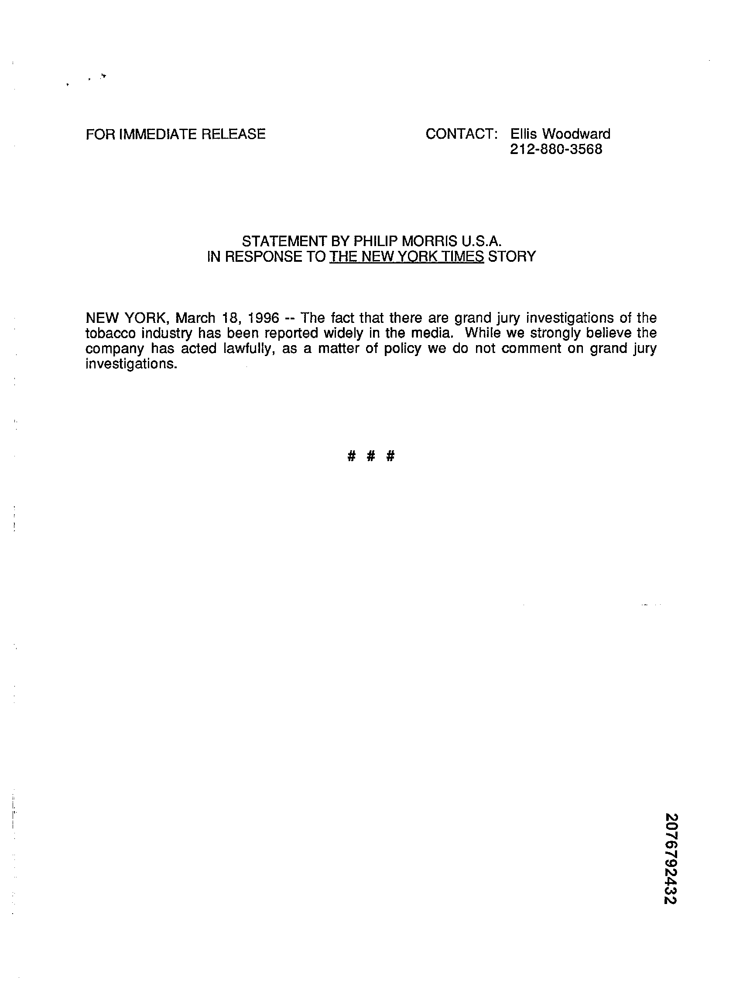 FOR IMMEDIATE RELEASE
CONTACT: Ellis Woodward
212-880-3568
STATEMENT BY PHILIP MORRIS U.S.A.
IN RESPONSE TO THE NEW YORK TIMES STORY
NEW YORK, March 18, 1996 -- The fact that there are grand jury investigations of the
tobacco industry has been reported widely in the media. While we strongly believe the
company has acted lawfully, as a matter of policy we do not comment on grand jury
investigations.
# # #
2076792432